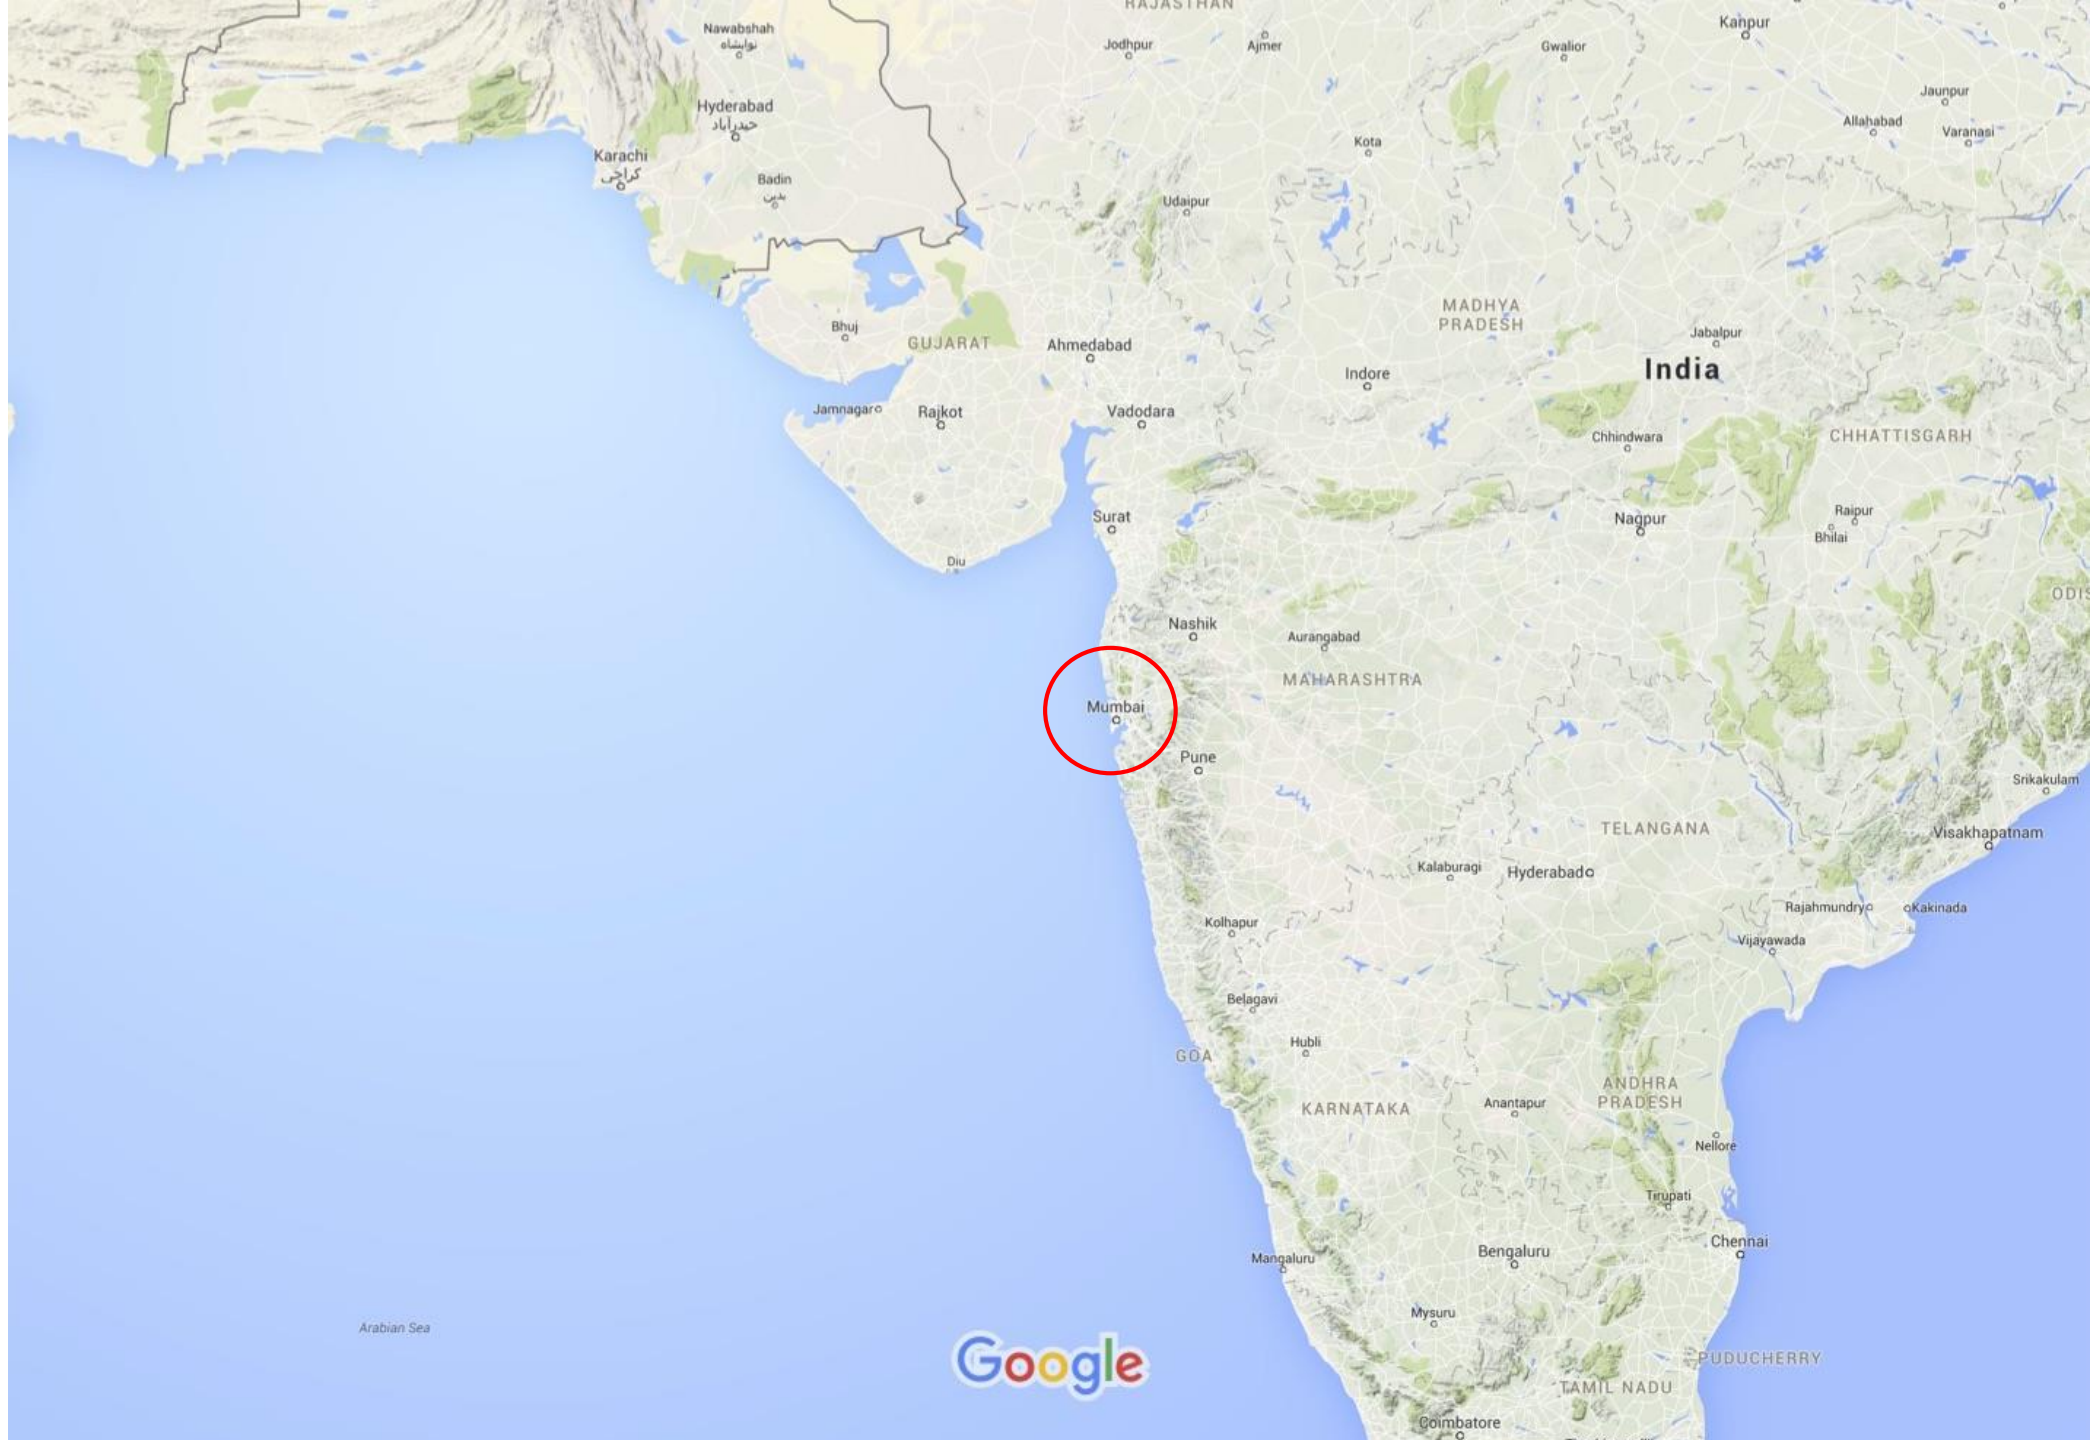 RAJASTHAN
Nawabshah
نوابشاه
Jodhpur
Ajmer
Gwalior
Kanpur
Hyderabad
حیدرآباد
Jaunpur
Allahabad
Varanasi
Kota
Karachi
کراچی
Badin
بدین
Udaipur
MADHYA
PRADESH
Bhuj
GUJARAT
Ahmedabad
Jabalpur
India
Indore
Jamnagar
Rajkot
Vadodara
Chhindwara
CHHATTISGARH
Surat
Nagpur
Raipur
Bhilai
Diu
ODIS
Nashik
Aurangabad
MAHARASHTRA
Mumbai
Pune
Srikakulam
TELANGANA
Visakhapatnam
Kalaburagi
Hyderabad
Rajahmundry
Kakinada
Kolhapur
Vijayawada
Belagavi
Hubli
GOA
ANDHRA
PRADESH
KARNATAKA
Anantapur
Nellore
Tirupati
Chennai
Bengaluru
Mangaluru
Mysuru
Arabian Sea
Google
PUDUCHERRY
TAMIL NADU
Coimbatore